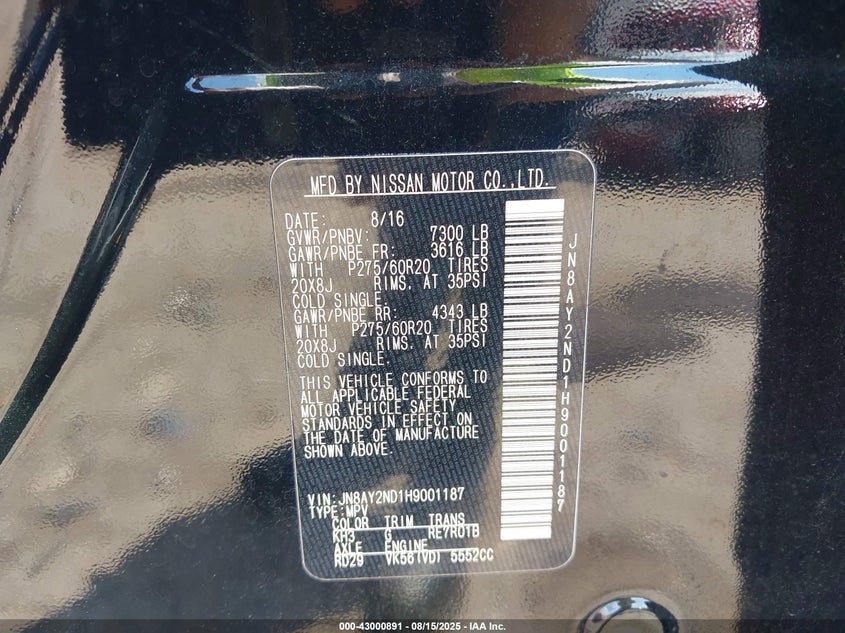 MFD BY NISSAN MOTOR CO.,LTD.
DATE: 8/16
GVWR/PNBV: 7300 LB
GAWR/PNBE FR: 3616 LB
WITH P275/60R20 TIRES
20X8J RIMS, AT 35PSI
COLD SINGLE.
GAWR/PNBE RR: 4343 LB
WITH P275/60R20 TIRES
20X8J RIMS, AT 35PSI
COLD SINGLE.
THIS VEHICLE CONFORMS TO
ALL APPLICABLE FEDERAL
MOTOR VEHICLE SAFETY
STANDARDS IN EFFECT ON
THE DATE OF MANUFACTURE
SHOWN ABOVE.
VIN:JN8AY2ND1H9001187
TYPE:MPV
COLOR TRIM TRANS
KH3 G RE7R01B
AXLE ENGINE
RD29 VK56(VD) 5552CC
JN8AY2ND1H9001187
000-43000891 - 08/15/2025 - IAA Inc.